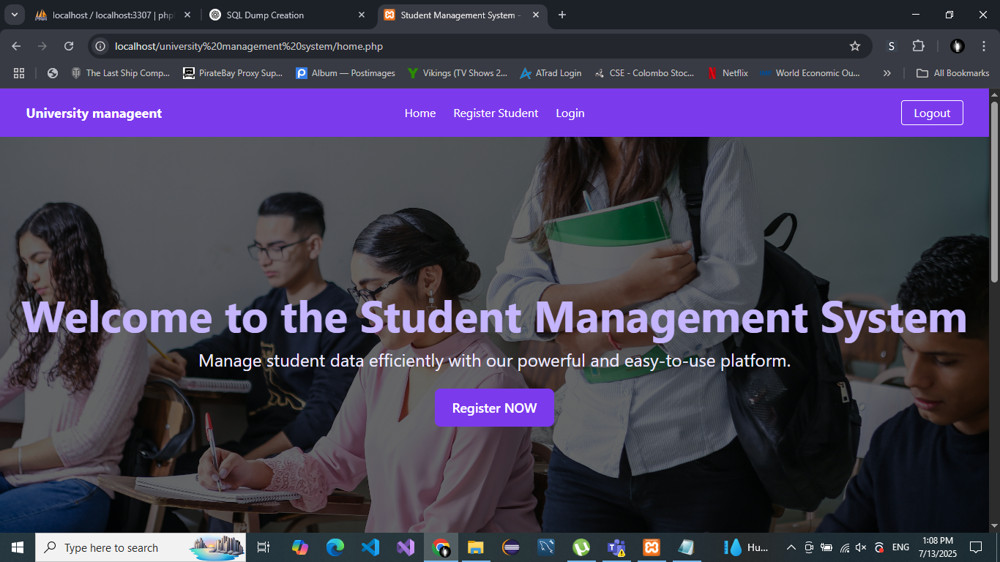 localhost / localhost:3307 | php
SQL Dump Creation
Student Management System -
localhost/university%20management%20system/home.php
S
The Last Ship Comp...
PirateBay Proxy Sup...
Album — Postimages
Vikings (TV Shows 2...
ATrad Login
CSE - Colombo Stoc...
Netflix
World Economic Ou...
All Bookmarks
University manageent
Home
Register Student
Login
Logout
Welcome to the Student Management System
Manage student data efficiently with our powerful and easy-to-use platform.
Register NOW
Type here to search
Hu...
ENG
1:08 PM
7/13/2025